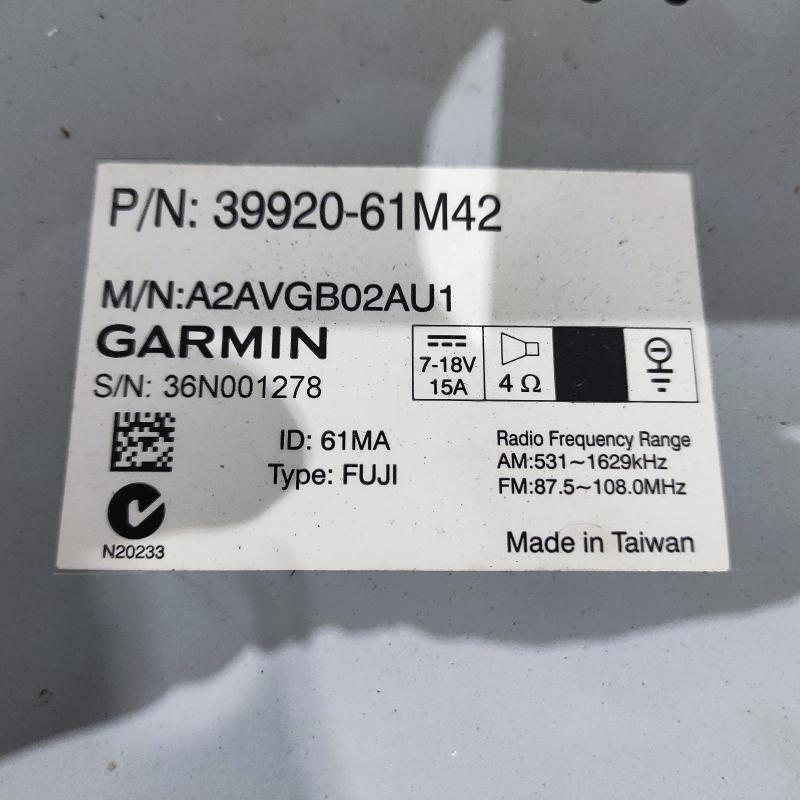 P/N: 39920-61M42
M/N:A2AVGB02AU1
GARMIN
S/N: 36N001278
7-18V
15A
4 Ω
ID: 61MA
Type: FUJI
Radio Frequency Range
AM:531~1629kHz
FM:87.5~108.0MHz
N20233
Made in Taiwan